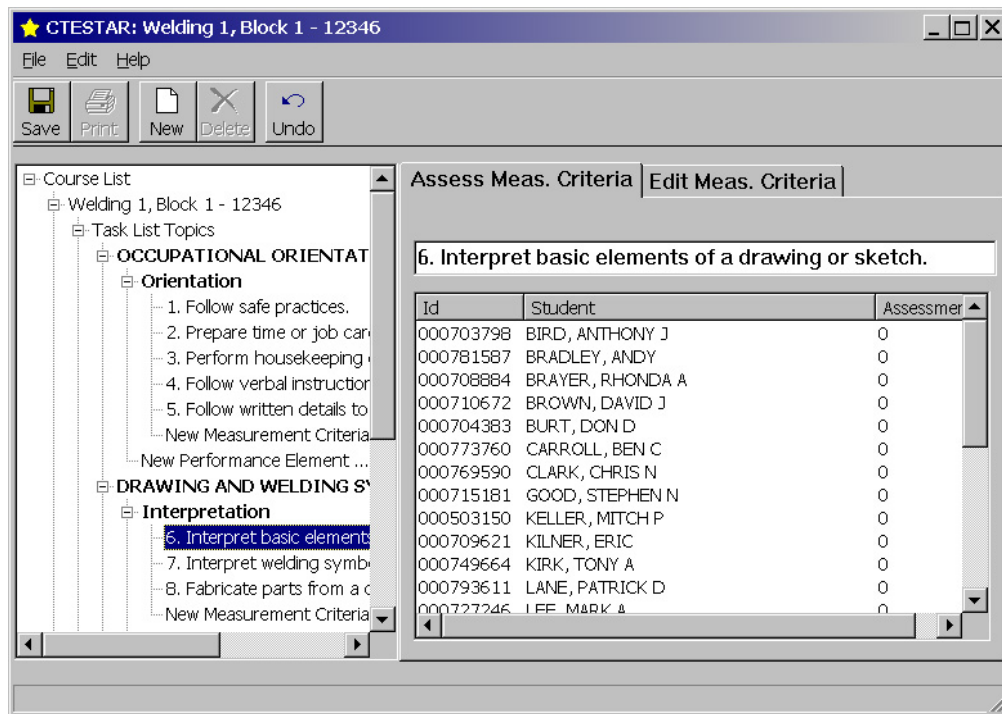 CTESTAR: Welding 1, Block 1 - 12346
File Edit Help
Save Print New Delete Undo
Course List
Welding 1, Block 1 - 12346
Task List Topics
OCCUPATIONAL ORIENTAT
Orientation
1. Follow safe practices.
2. Prepare time or job car
3. Perform housekeeping
4. Follow verbal instruction
5. Follow written details to
New Measurement Criteria
New Performance Element ...
DRAWING AND WELDING SY
Interpretation
6. Interpret basic elements
7. Interpret welding symb
8. Fabricate parts from a d
New Measurement Criteria
Assess Meas. Criteria Edit Meas. Criteria
6. Interpret basic elements of a drawing or sketch.
Id Student Assessmer
000703798 BIRD, ANTHONY J 0
000781587 BRADLEY, ANDY 0
000708884 BRAYER, RHONDA A 0
000710672 BROWN, DAVID J 0
000704383 BURT, DON D 0
000773760 CARROLL, BEN C 0
000769590 CLARK, CHRIS N 0
000715181 GOOD, STEPHEN N 0
000503150 KELLER, MITCH P 0
000709621 KILNER, ERIC 0
000749664 KIRK, TONY A 0
000793611 LANE, PATRICK D 0
000727246 LEE, MARK A 0